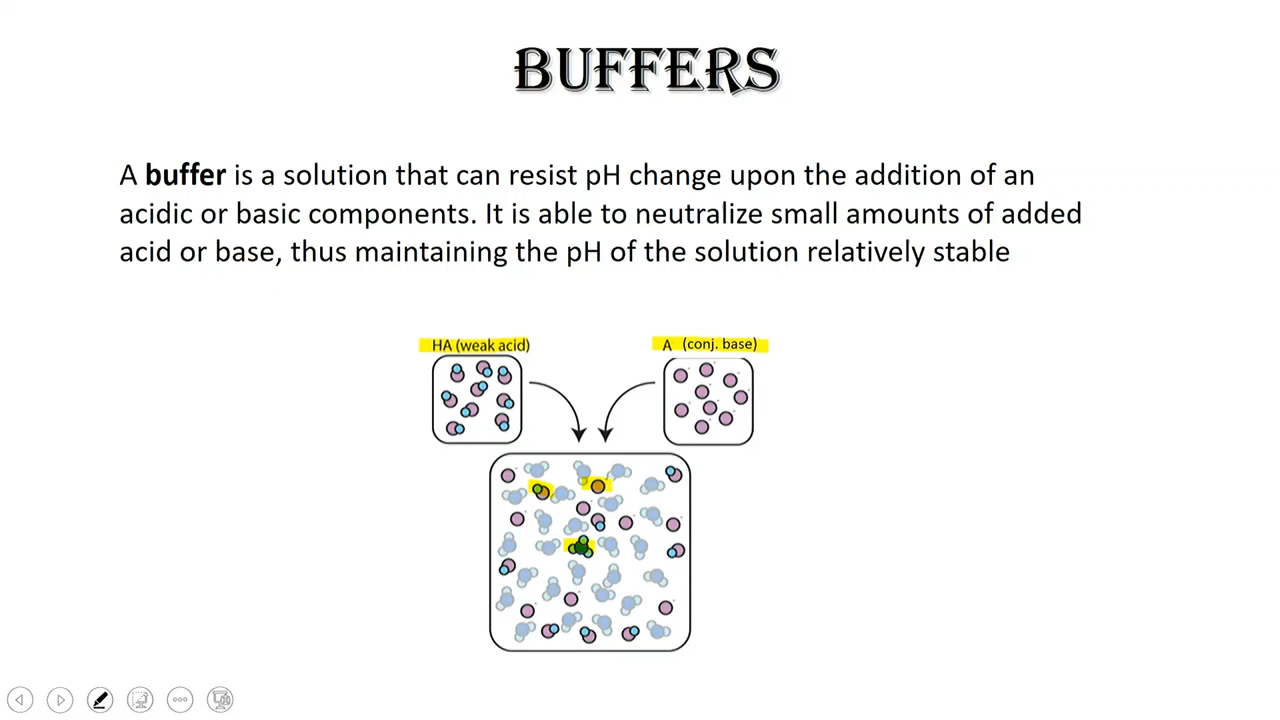 BUFFERS
A buffer is a solution that can resist pH change upon the addition of an
acidic or basic components. It is able to neutralize small amounts of added
acid or base, thus maintaining the pH of the solution relatively stable
HA (weak acid)
A (conj. base)